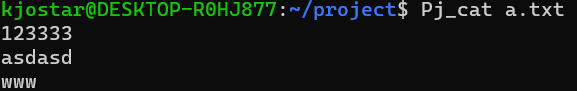 kjostar@DESKTOP-R0HJ877:~/project$ Pj_cat a.txt
123333
asdasd
www